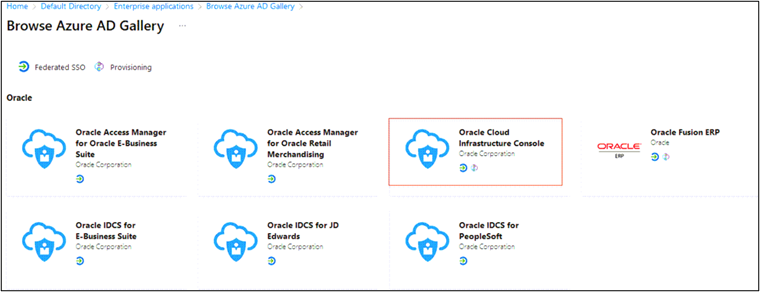 Home > Default Directory > Enterprise applications > Browse Azure AD Gallery >
Browse Azure AD Gallery ...
Federated SSO Provisioning
Oracle
Oracle Access Manager
for Oracle E-Business
Suite
Oracle Corporation
Oracle Access Manager
for Oracle Retail
Merchandising
Oracle Corporation
Oracle Cloud
Infrastructure Console
Oracle Corporation
ORACLE
ERP
Oracle Fusion ERP
Oracle
Oracle IDCS for
E-Business Suite
Oracle Corporation
Oracle IDCS for JD
Edwards
Oracle Corporation
Oracle IDCS for
PeopleSoft
Oracle Corporation